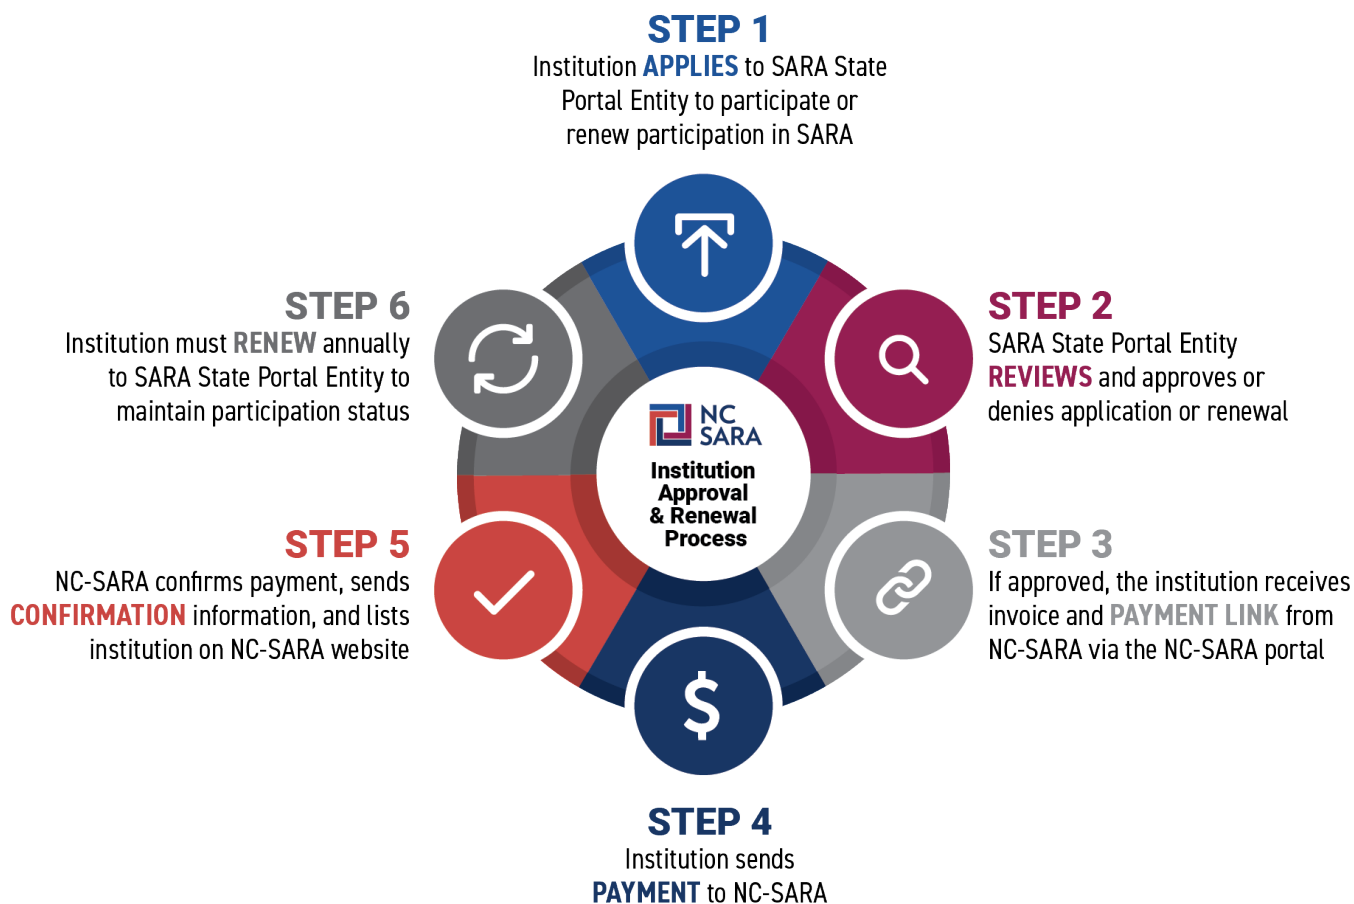 STEP 1
Institution APPLIES to SARA State
Portal Entity to participate or
renew participation in SARA
STEP 2
SARA State Portal Entity
REVIEWS and approves or
denies application or renewal
STEP 3
If approved, the institution receives
invoice and PAYMENT LINK from
NC-SARA via the NC-SARA portal
STEP 4
Institution sends
PAYMENT to NC-SARA
STEP 5
NC-SARA confirms payment, sends
CONFIRMATION information, and lists
institution on NC-SARA website
STEP 6
Institution must RENEW annually
to SARA State Portal Entity to
maintain participation status
NC
SARA
Institution
Approval
& Renewal
Process
$